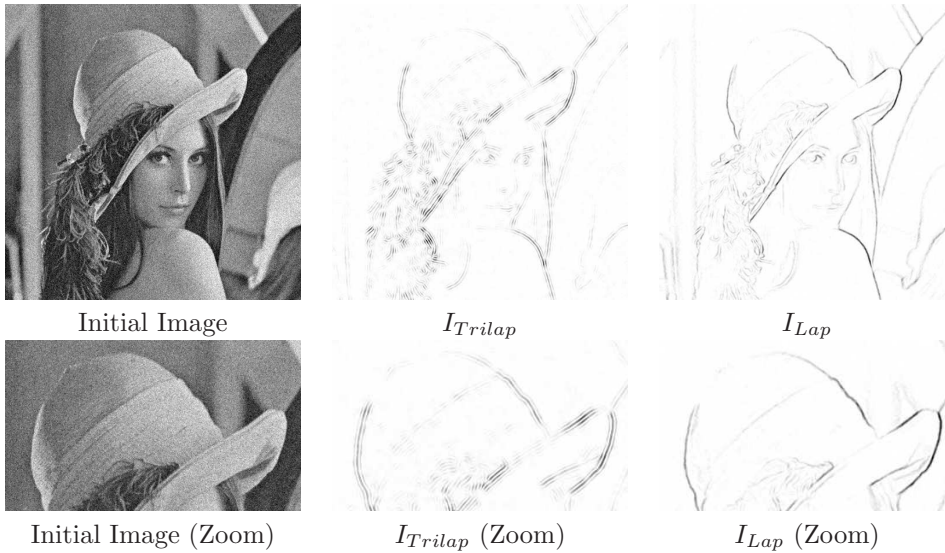 Initial Image
I_{Trilap}
I_{Lap}
Initial Image (Zoom)
I_{Trilap} (Zoom)
I_{Lap} (Zoom)